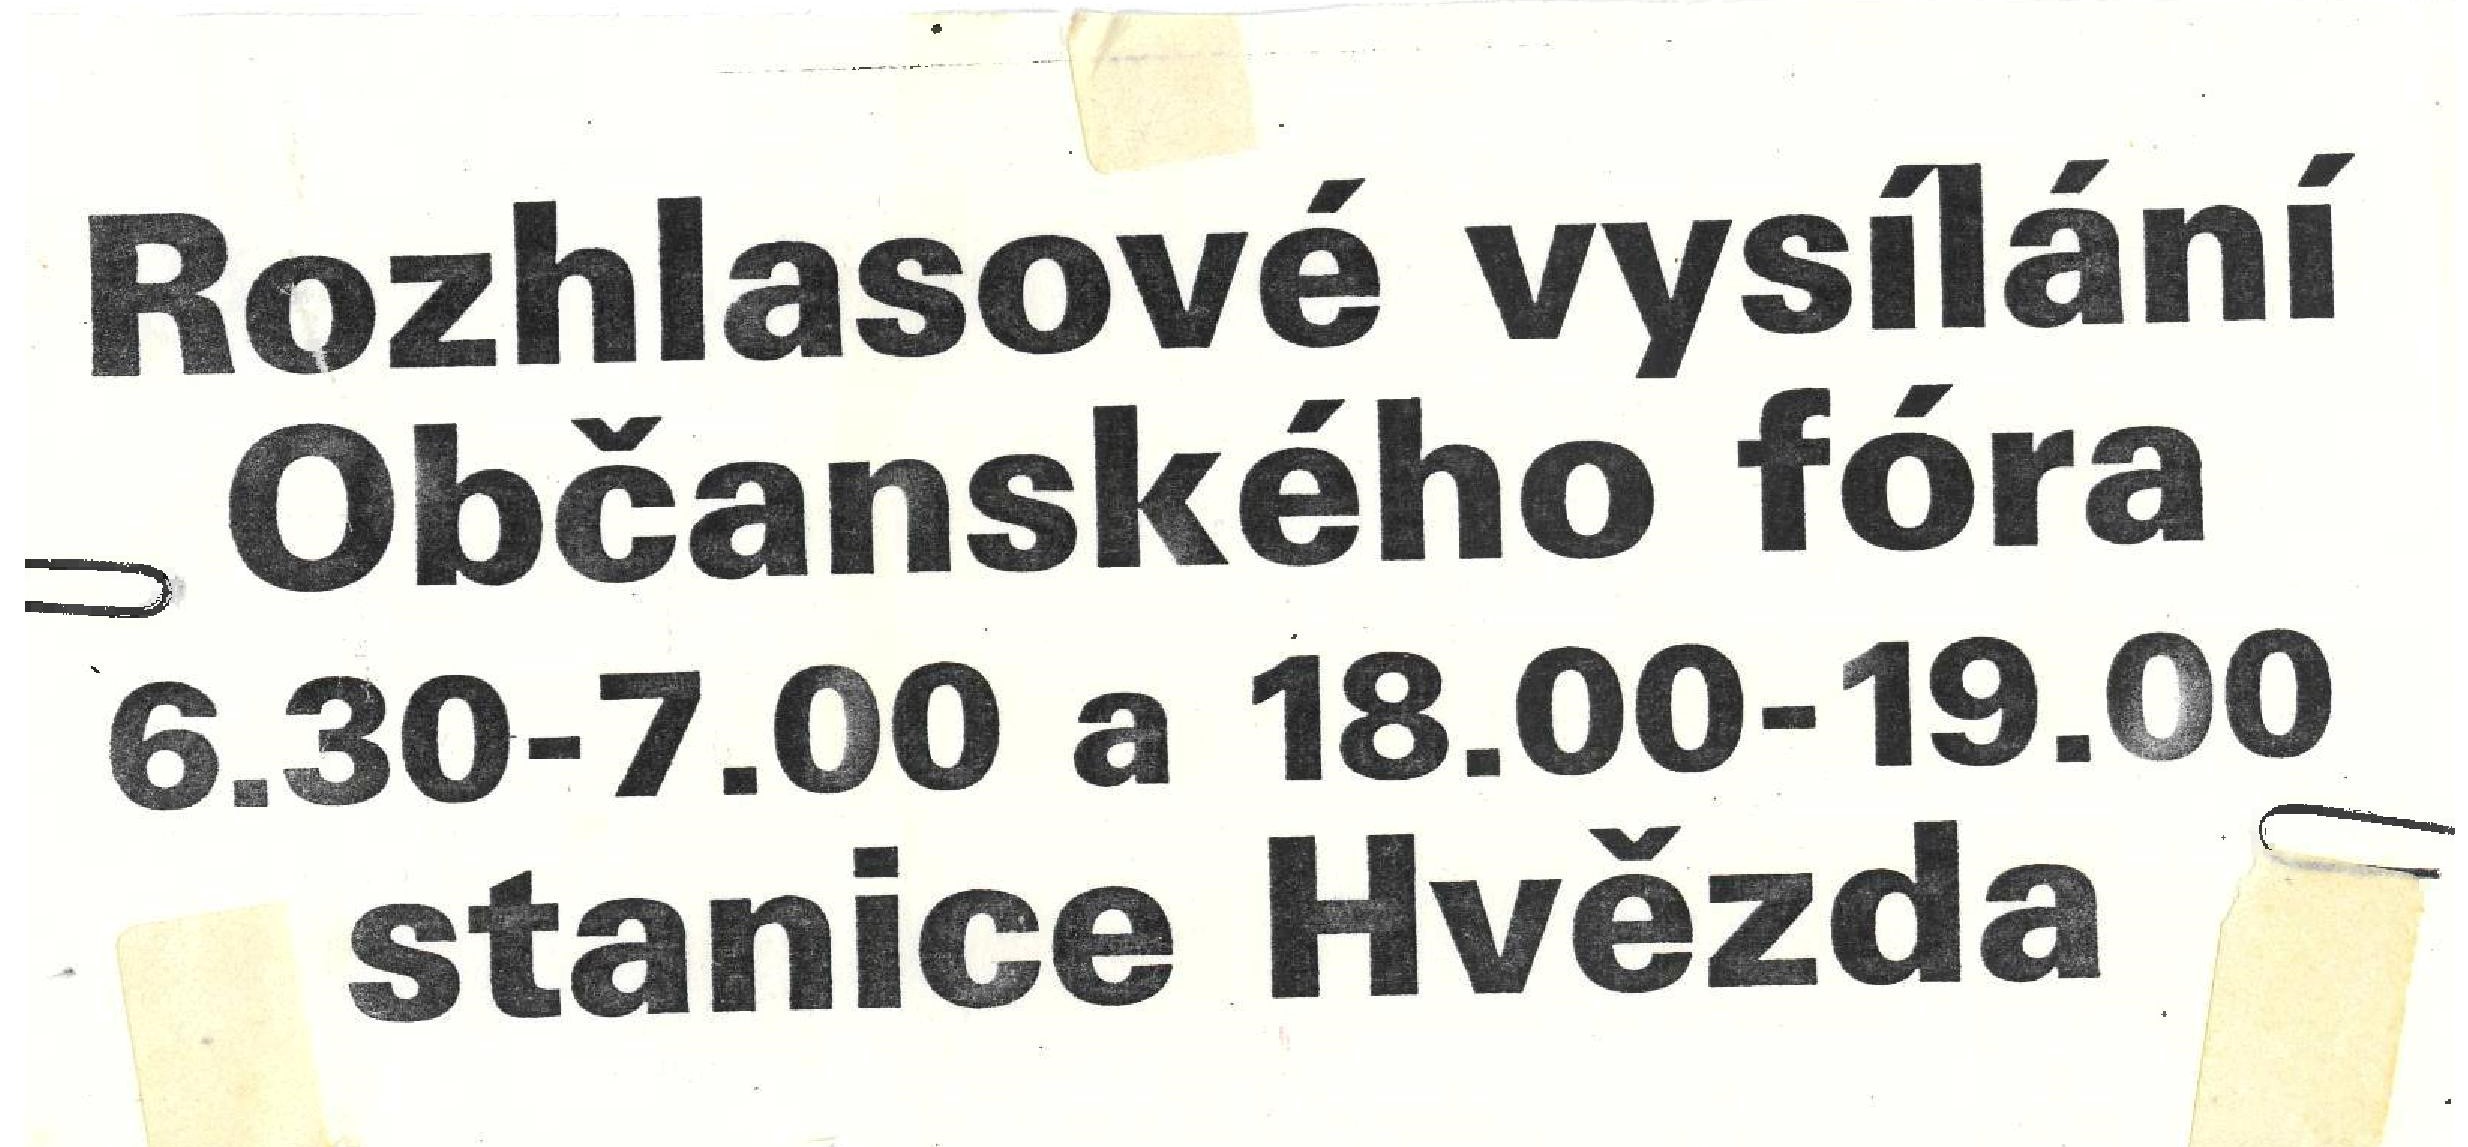 Rozhlasové vysílání
Občanského fóra
6.30-7.00 a 18.00-19.00
stanice Hvězda